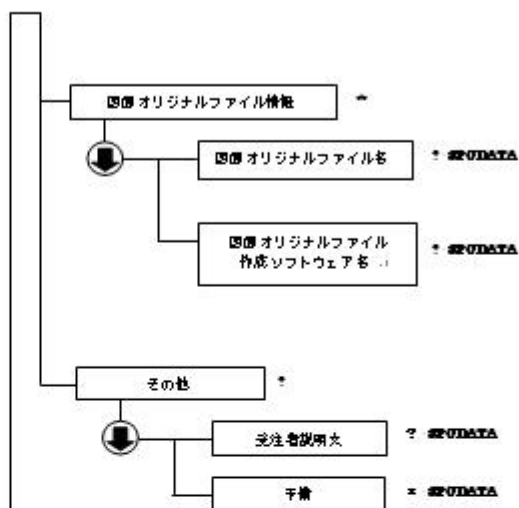 図面オリジナルファイル情報 *
図面オリジナルファイル名 ? #PCDATA
図面オリジナルファイル
作成ソフトウェア名 ? #PCDATA
その他 ?
受注者説明文 ? #PCDATA
予備 * #PCDATA